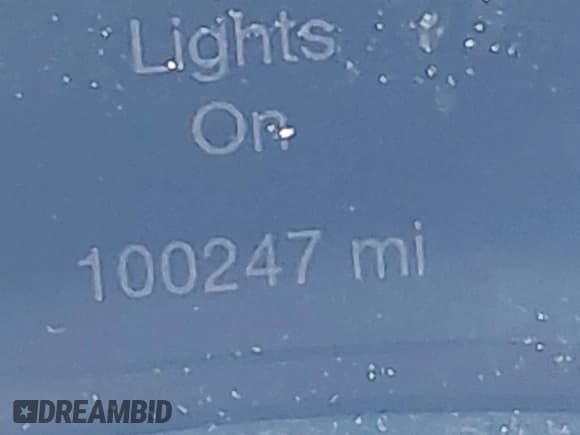 Lights
On
100247 mi
DREAMBID